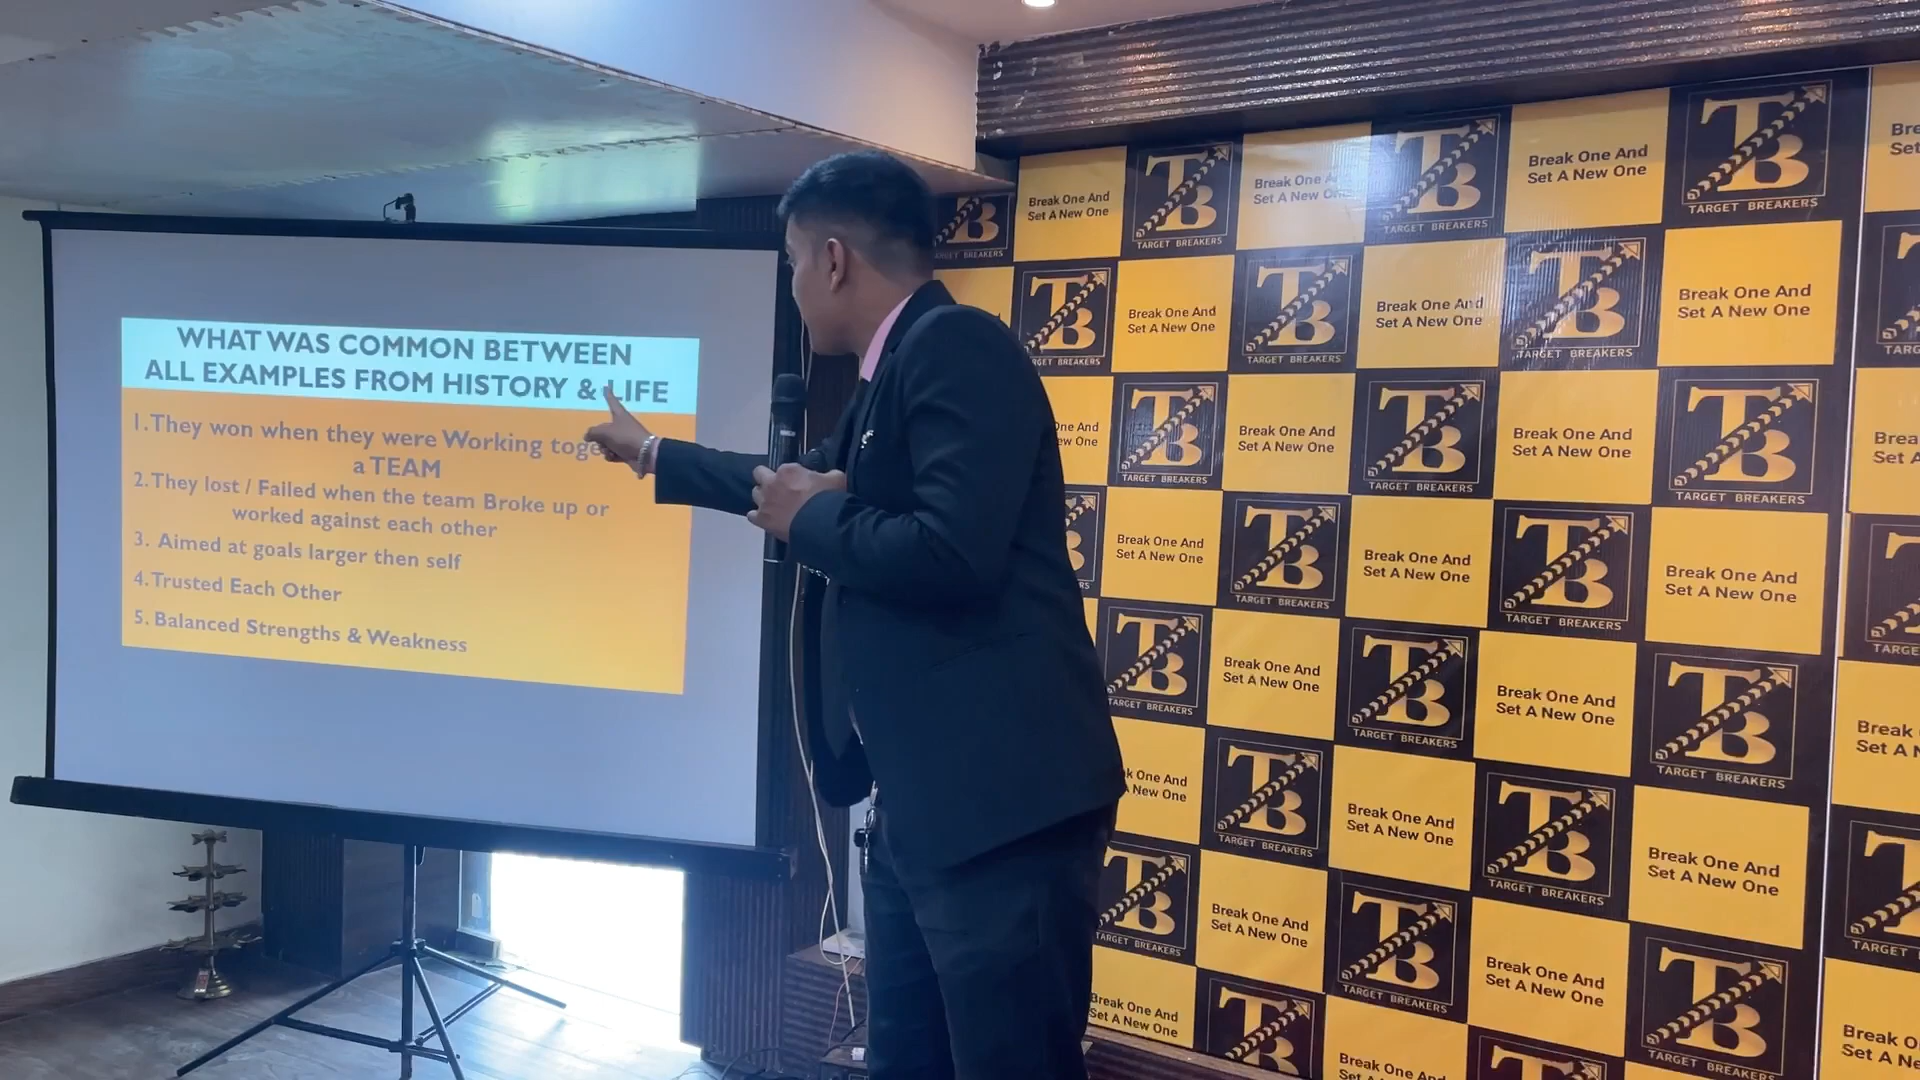 WHAT WAS COMMON BETWEEN
ALL EXAMPLES FROM HISTORY & LIFE
1. They won when they were Working toge
a TEAM
2. They lost / Failed when the team Broke up or
worked against each other
3. Aimed at goals larger then self
4. Trusted Each Other
5. Balanced Strengths & Weakness
Break One And
Set A New One
TB
TARGET BREAKERS